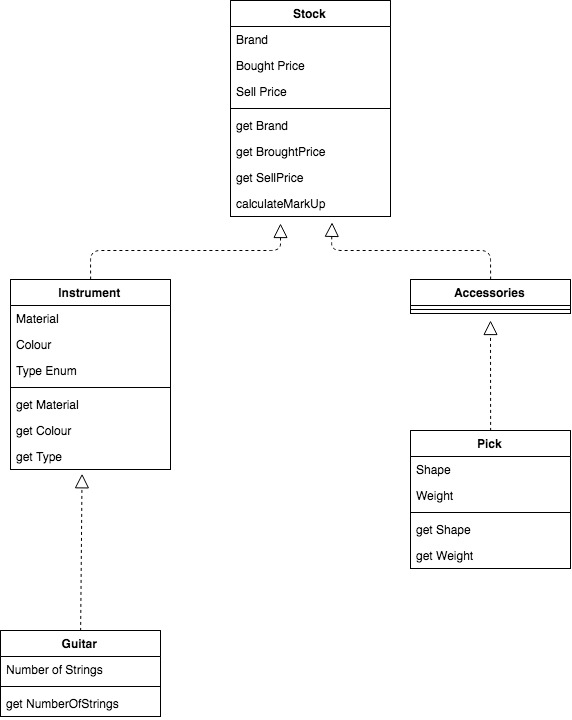 Stock
Brand
Bought Price
Sell Price
get Brand
get BroughtPrice
get SellPrice
calculateMarkUp
Instrument
Material
Colour
Type Enum
get Material
get Colour
get Type
Accessories
Pick
Shape
Weight
get Shape
get Weight
Guitar
Number of Strings
get NumberOfStrings